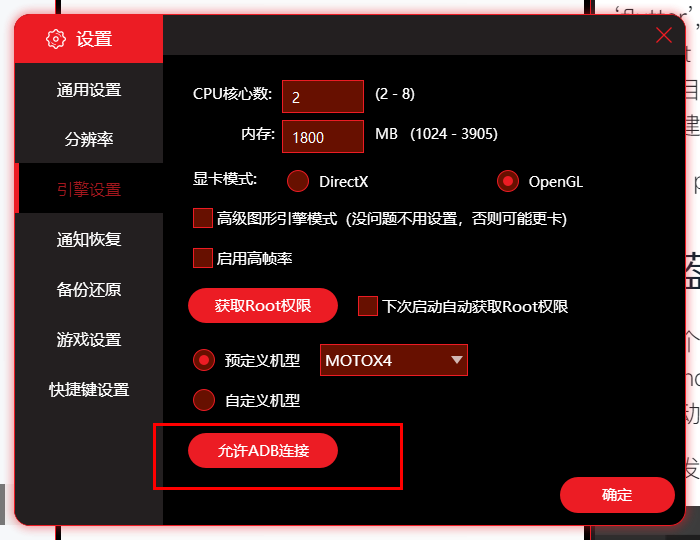 设置
通用设置
分辨率
引擎设置
通知恢复
备份还原
游戏设置
快捷键设置
CPU核心数: 2 (2 - 8)
内存: 1800 MB (1024 - 3905)
显卡模式: DirectX OpenGL
高级图形引擎模式（没问题不用设置，否则可能更卡)
启用高帧率
获取Root权限 下次启动自动获取Root权限
预定义机型 MOTOX4
自定义机型
允许ADB连接
确定
目
建
个
动
发